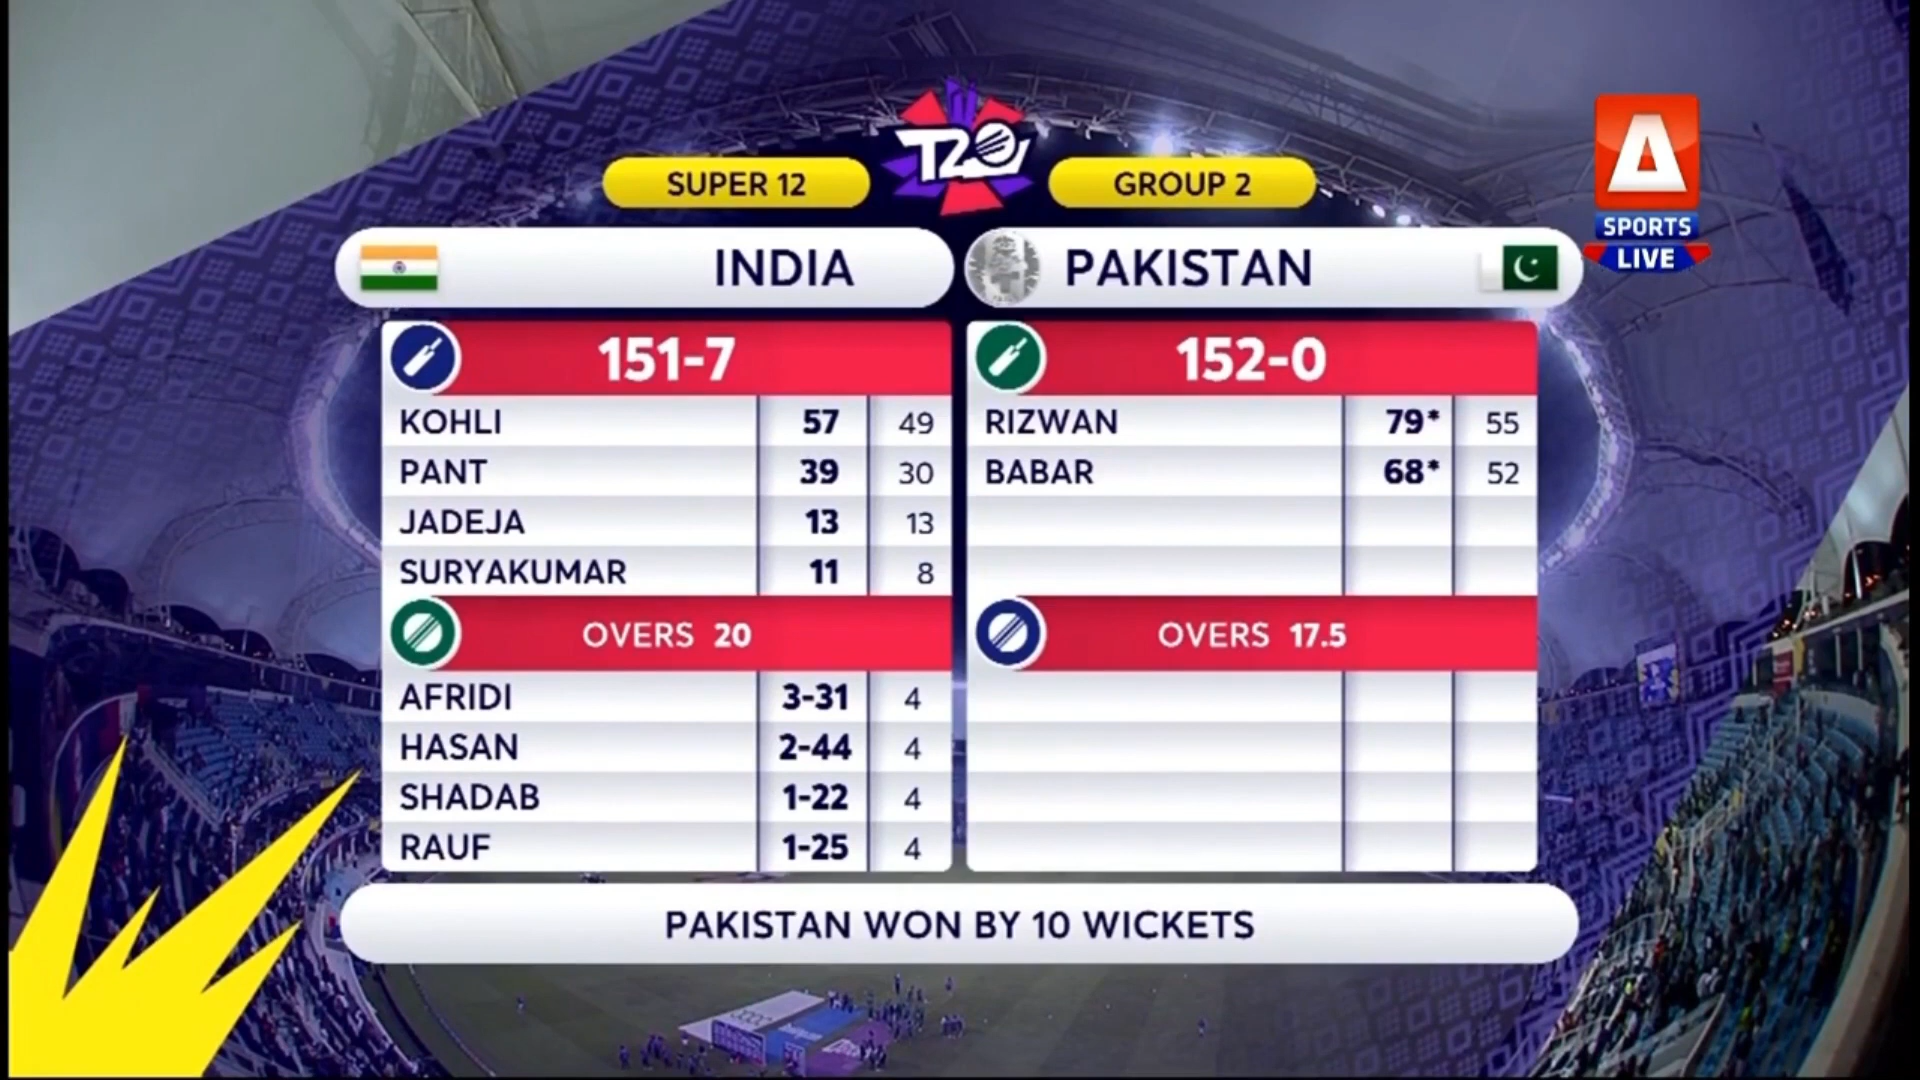 T20
SUPER 12
GROUP 2
A
SPORTS
LIVE
INDIA
PAKISTAN
151-7
KOHLI 57 49
PANT 39 30
JADEJA 13 13
SURYAKUMAR 11 8
OVERS 20
AFRIDI 3-31 4
HASAN 2-44 4
SHADAB 1-22 4
RAUF 1-25 4
152-0
RIZWAN 79* 55
BABAR 68* 52
OVERS 17.5
PAKISTAN WON BY 10 WICKETS